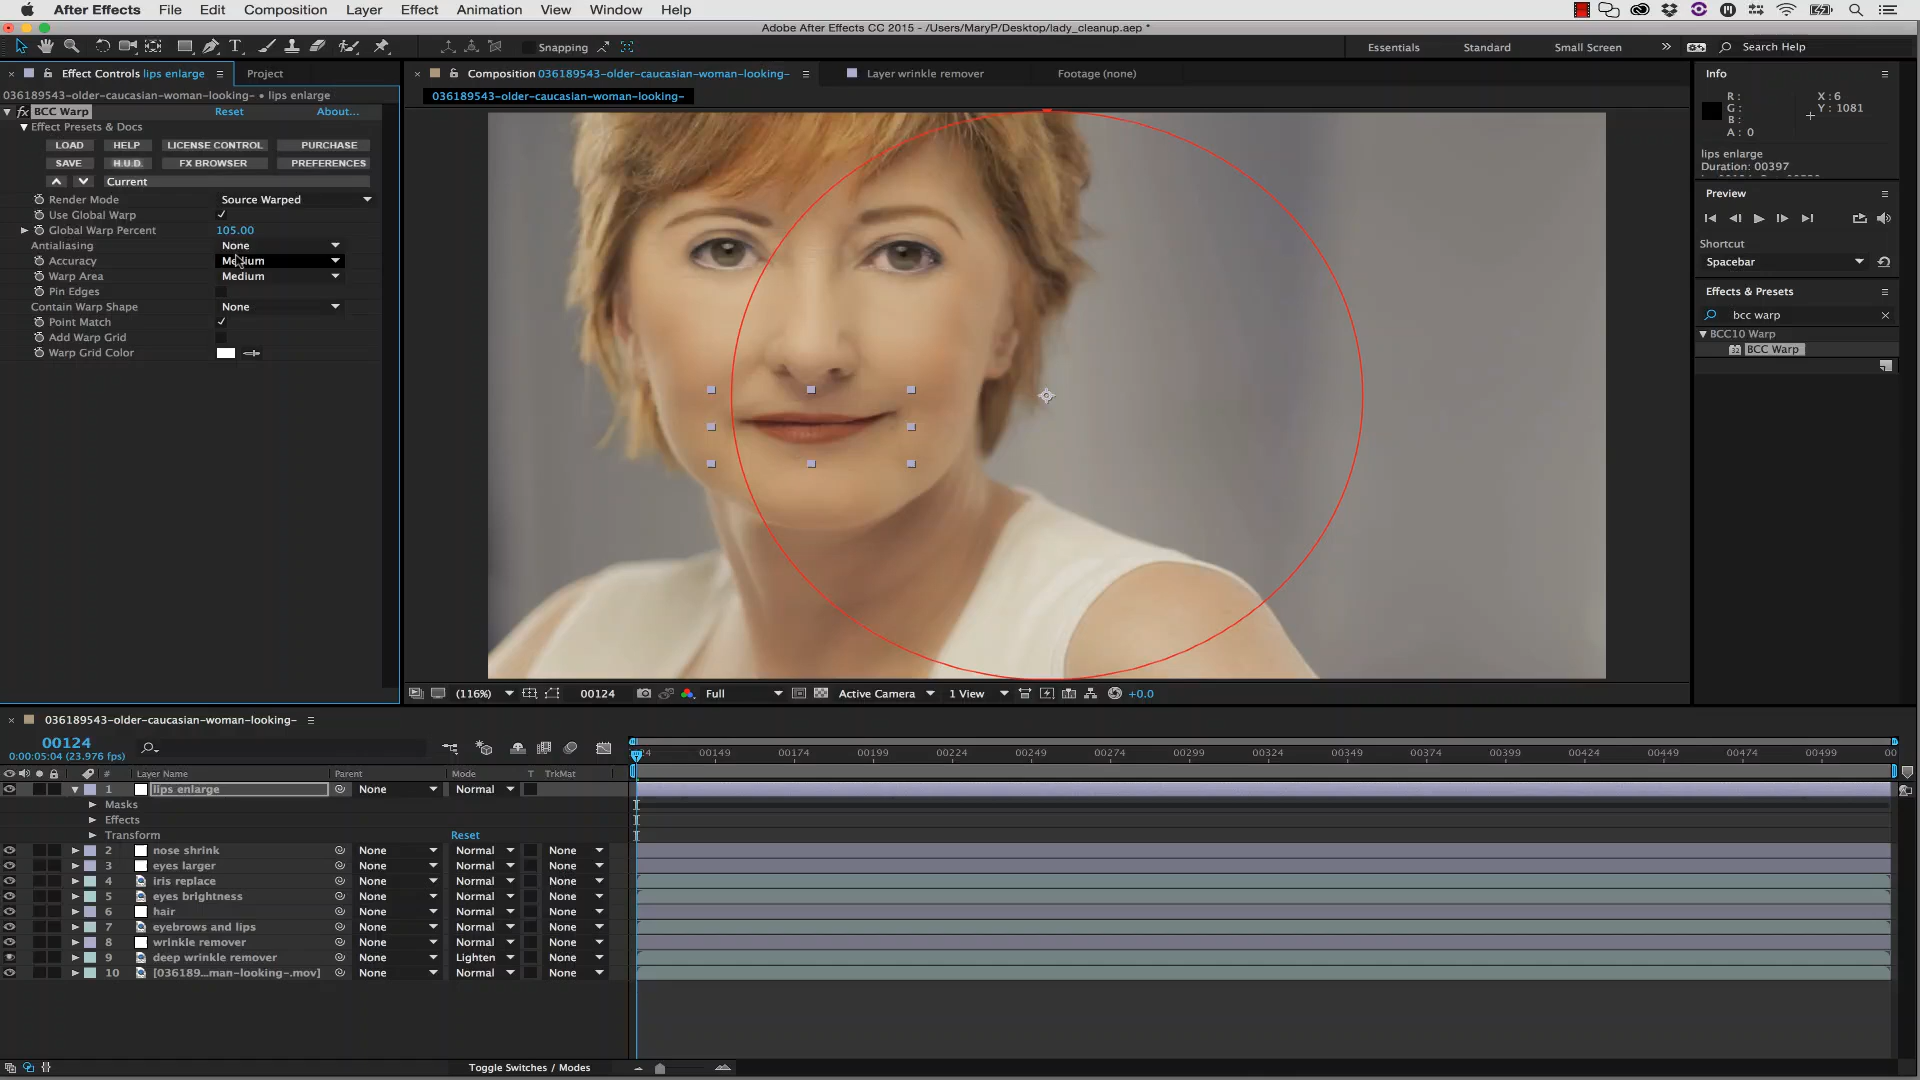 After Effects File Edit Composition Layer Effect Animation View Window Help
Adobe After Effects CC 2015 - /Users/MaryP/Desktop/lady_cleanup.aep *
Snapping Essentials Standard Small Screen Search Help
Effect Controls lips enlarge Project
Composition 036189543-older-caucasian-woman-looking- Layer wrinkle remover Footage (none)
036189543-older-caucasian-woman-looking- • lips enlarge
036189543-older-caucasian-woman-looking-
fx BCC Warp Reset About...
Effect Presets & Docs
LOAD HELP LICENSE CONTROL PURCHASE
SAVE H.U.D. FX BROWSER PREFERENCES
Current
Render Mode Source Warped
Use Global Warp
Global Warp Percent 105.00
Antialiasing None
Accuracy Medium
Warp Area Medium
Pin Edges
Contain Warp Shape None
Point Match
Add Warp Grid
Warp Grid Color
Info
R : X : 6
G : Y : 1081
B :
A : 0
lips enlarge
Duration: 00397
Preview
Shortcut
Spacebar
Effects & Presets
bcc warp
BCC10 Warp
32 BCC Warp
(116%) 00124 Full Active Camera 1 View +0.0
036189543-older-caucasian-woman-looking-
00124
0:00:05:04 (23.976 fps)
24 00149 00174 00199 00224 00249 00274 00299 00324 00349 00374 00399 00424 00449 00474 00499 00
# Layer Name Parent Mode T TrkMat
1 lips enlarge None Normal
Masks
Effects
Transform Reset
2 nose shrink None Normal None
3 eyes larger None Normal None
4 iris replace None Normal None
5 eyes brightness None Normal None
6 hair None Normal None
7 eyebrows and lips None Normal None
8 wrinkle remover None Normal None
9 deep wrinkle remover None Lighten None
10 [036189...man-looking-.mov] None Normal None
Toggle Switches / Modes